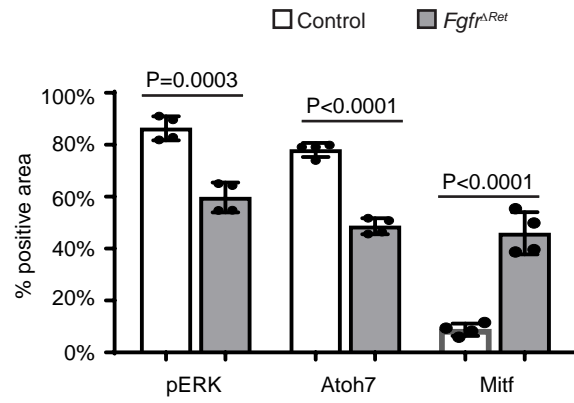 Control
Fgfr^ΔRet
P=0.0003
P<0.0001
P<0.0001
% positive area
100%
80%
60%
40%
20%
0%
pERK
Atoh7
Mitf